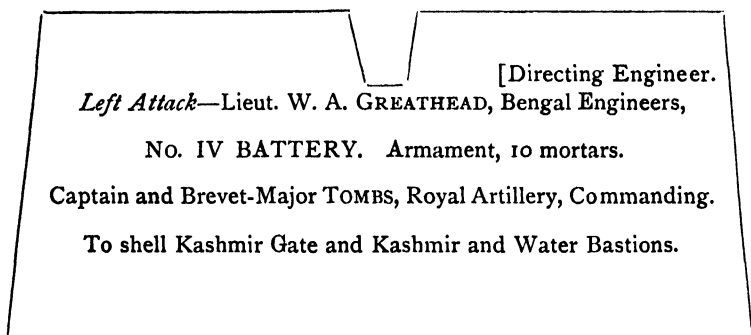 [Directing Engineer.
Left Attack—Lieut. W. A. GREATHEAD, Bengal Engineers,
No. IV BATTERY. Armament, 10 mortars.
Captain and Brevet-Major TOMBS, Royal Artillery, Commanding.
To shell Kashmir Gate and Kashmir and Water Bastions.